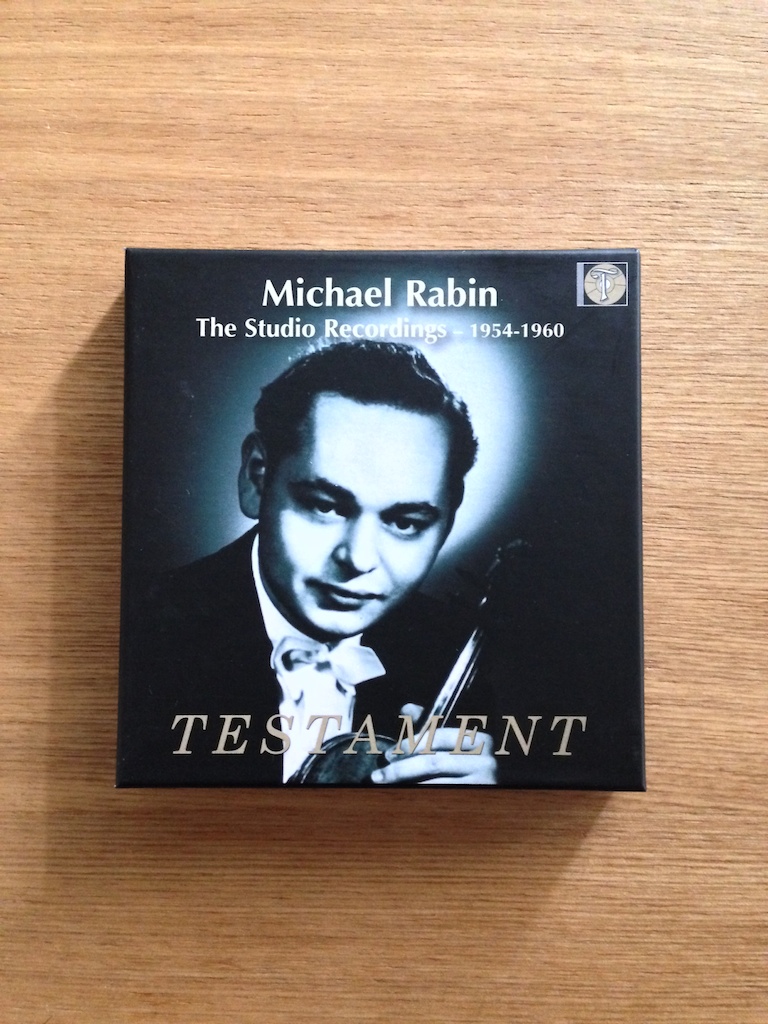 Michael Rabin
The Studio Recordings – 1954-1960
TESTAMENT